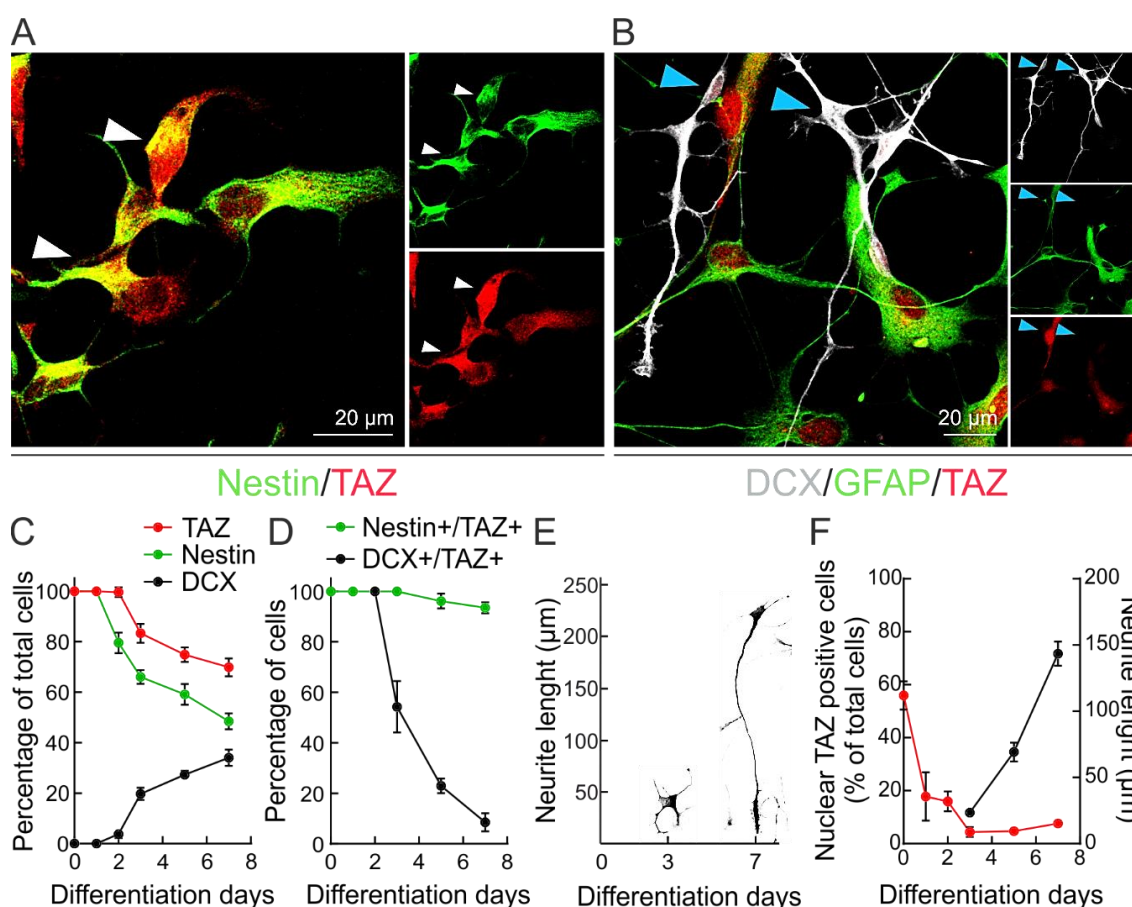 A
B
20 µm
20 µm
Nestin/TAZ
DCX/GFAP/TAZ
C
TAZ
Nestin
DCX
Percentage of total cells
100
80
60
40
20
0
0 2 4 6 8
Differentiation days
D
Nestin+/TAZ+
DCX+/TAZ+
Percentage of cells
100
80
60
40
20
0
0 2 4 6 8
Differentiation days
E
Neurite lenght (µm)
250
200
150
100
50
0 3 7
Differentiation days
F
Nuclear TAZ positive cells
(% of total cells)
100
80
60
40
20
0
0 2 4 6 8
Differentiation days
200
150
100
50
0
Neurite lenght
(µm)